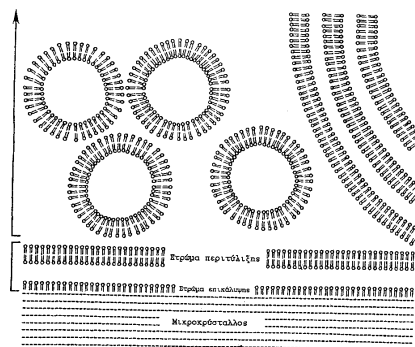 Στρώμα περιτύλιξης
Στρώμα επικάλυψης
Μικροκρύσταλλος